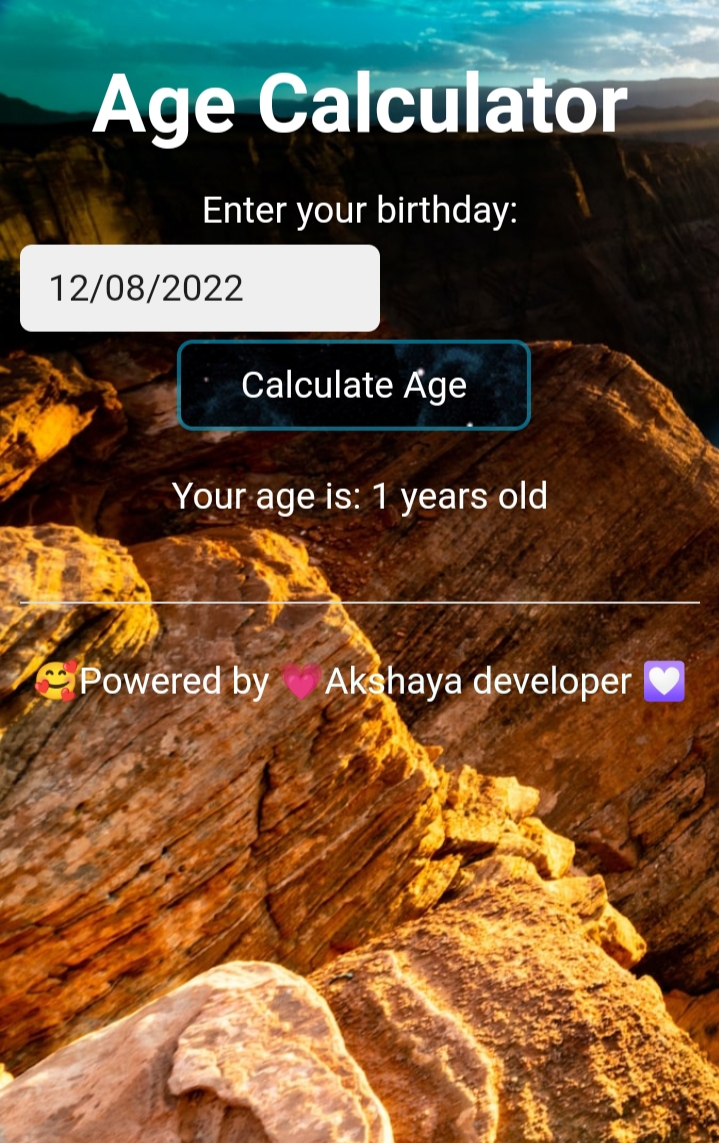 Age Calculator
Enter your birthday:
12/08/2022
Calculate Age
Your age is: 1 years old
🥰Powered by 💗Akshaya developer 💟